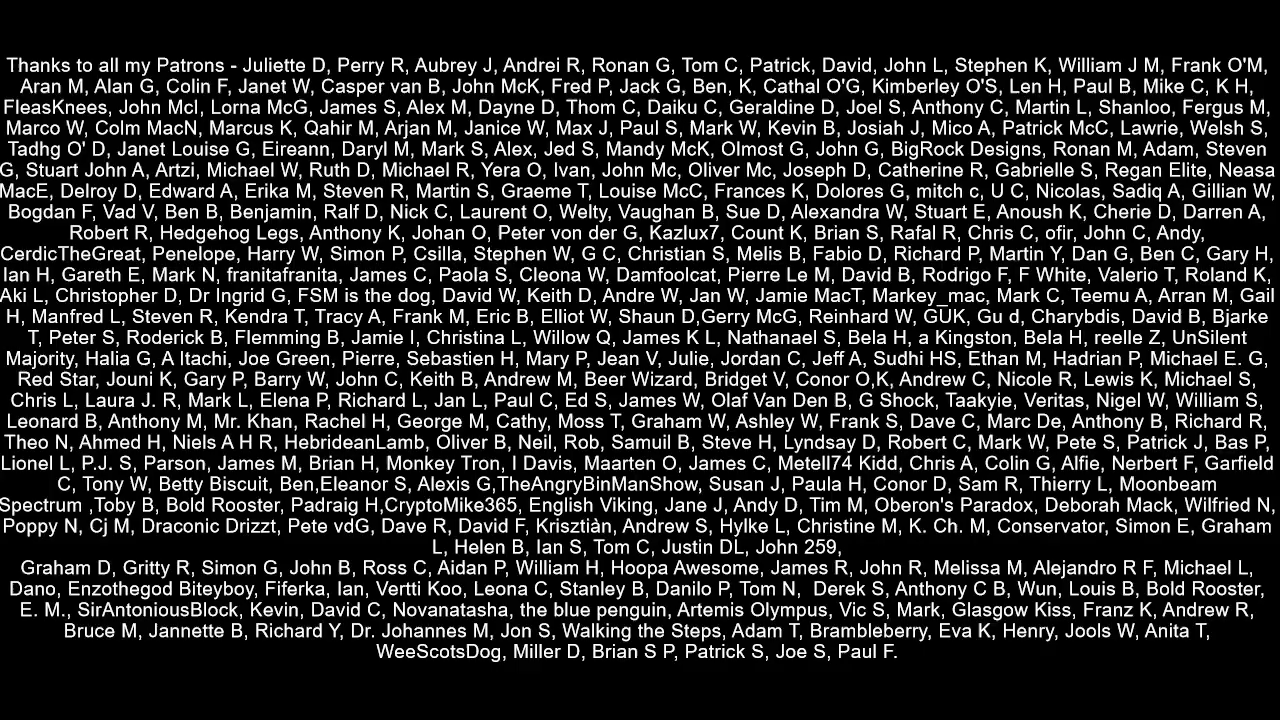 Thanks to all my Patrons - Juliette D, Perry R, Aubrey J, Andrei R, Ronan G, Tom C, Patrick, David, John L, Stephen K, William J M, Frank O'M,
Aran M, Alan G, Colin F, Janet W, Casper van B, John McK, Fred P, Jack G, Ben, K, Cathal O'G, Kimberley O'S, Len H, Paul B, Mike C, K H,
FleasKnees, John McI, Lorna McG, James S, Alex M, Dayne D, Thom C, Daiku C, Geraldine D, Joel S, Anthony C, Martin L, Shanloo, Fergus M,
Marco W, Colm MacN, Marcus K, Qahir M, Arjan M, Janice W, Max J, Paul S, Mark W, Kevin B, Josiah J, Mico A, Patrick McC, Lawrie, Welsh S,
Tadhg O' D, Janet Louise G, Eireann, Daryl M, Mark S, Alex, Jed S, Mandy McK, Olmost G, John G, BigRock Designs, Ronan M, Adam, Steven
G, Stuart John A, Artzi, Michael W, Ruth D, Michael R, Yera O, Ivan, John Mc, Oliver Mc, Joseph D, Catherine R, Gabrielle S, Regan Elite, Neasa
MacE, Delroy D, Edward A, Erika M, Steven R, Martin S, Graeme T, Louise McC, Frances K, Dolores G, mitch c, U C, Nicolas, Sadiq A, Gillian W,
Bogdan F, Vad V, Ben B, Benjamin, Ralf D, Nick C, Laurent O, Welty, Vaughan B, Sue D, Alexandra W, Stuart E, Anoush K, Cherie D, Darren A,
Robert R, Hedgehog Legs, Anthony K, Johan O, Peter von der G, Kazlux7, Count K, Brian S, Rafal R, Chris C, ofir, John C, Andy,
CerdicTheGreat, Penelope, Harry W, Simon P, Csilla, Stephen W, G C, Christian S, Melis B, Fabio D, Richard P, Martin Y, Dan G, Ben C, Gary H,
Ian H, Gareth E, Mark N, franitafranita, James C, Paola S, Cleona W, Damfoolcat, Pierre Le M, David B, Rodrigo F, F White, Valerio T, Roland K,
Aki L, Christopher D, Dr Ingrid G, FSM is the dog, David W, Keith D, Andre W, Jan W, Jamie MacT, Markey_mac, Mark C, Teemu A, Arran M, Gail
H, Manfred L, Steven R, Kendra T, Tracy A, Frank M, Eric B, Elliot W, Shaun D,Gerry McG, Reinhard W, GUK, Gu d, Charybdis, David B, Bjarke
T, Peter S, Roderick B, Flemming B, Jamie I, Christina L, Willow Q, James K L, Nathanael S, Bela H, a Kingston, Bela H, reelle Z, UnSilent
Majority, Halia G, A Itachi, Joe Green, Pierre, Sebastien H, Mary P, Jean V, Julie, Jordan C, Jeff A, Sudhi HS, Ethan M, Hadrian P, Michael E. G,
Red Star, Jouni K, Gary P, Barry W, John C, Keith B, Andrew M, Beer Wizard, Bridget V, Conor O,K, Andrew C, Nicole R, Lewis K, Michael S,
Chris L, Laura J. R, Mark L, Elena P, Richard L, Jan L, Paul C, Ed S, James W, Olaf Van Den B, G Shock, Taakyie, Veritas, Nigel W, William S,
Leonard B, Anthony M, Mr. Khan, Rachel H, George M, Cathy, Moss T, Graham W, Ashley W, Frank S, Dave C, Marc De, Anthony B, Richard R,
Theo N, Ahmed H, Niels A H R, HebrideanLamb, Oliver B, Neil, Rob, Samuil B, Steve H, Lyndsay D, Robert C, Mark W, Pete S, Patrick J, Bas P,
Lionel L, P.J. S, Parson, James M, Brian H, Monkey Tron, I Davis, Maarten O, James C, Metell74 Kidd, Chris A, Colin G, Alfie, Nerbert F, Garfield
C, Tony W, Betty Biscuit, Ben,Eleanor S, Alexis G,TheAngryBinManShow, Susan J, Paula H, Conor D, Sam R, Thierry L, Moonbeam
Spectrum ,Toby B, Bold Rooster, Padraig H,CryptoMike365, English Viking, Jane J, Andy D, Tim M, Oberon's Paradox, Deborah Mack, Wilfried N,
Poppy N, Cj M, Draconic Drizzt, Pete vdG, Dave R, David F, Krisztiàn, Andrew S, Hylke L, Christine M, K. Ch. M, Conservator, Simon E, Graham
L, Helen B, Ian S, Tom C, Justin DL, John 259,
Graham D, Gritty R, Simon G, John B, Ross C, Aidan P, William H, Hoopa Awesome, James R, John R, Melissa M, Alejandro R F, Michael L,
Dano, Enzothegod Biteyboy, Fiferka, Ian, Vertti Koo, Leona C, Stanley B, Danilo P, Tom N,  Derek S, Anthony C B, Wun, Louis B, Bold Rooster,
E. M., SirAntoniousBlock, Kevin, David C, Novanatasha, the blue penguin, Artemis Olympus, Vic S, Mark, Glasgow Kiss, Franz K, Andrew R,
Bruce M, Jannette B, Richard Y, Dr. Johannes M, Jon S, Walking the Steps, Adam T, Brambleberry, Eva K, Henry, Jools W, Anita T,
WeeScotsDog, Miller D, Brian S P, Patrick S, Joe S, Paul F.